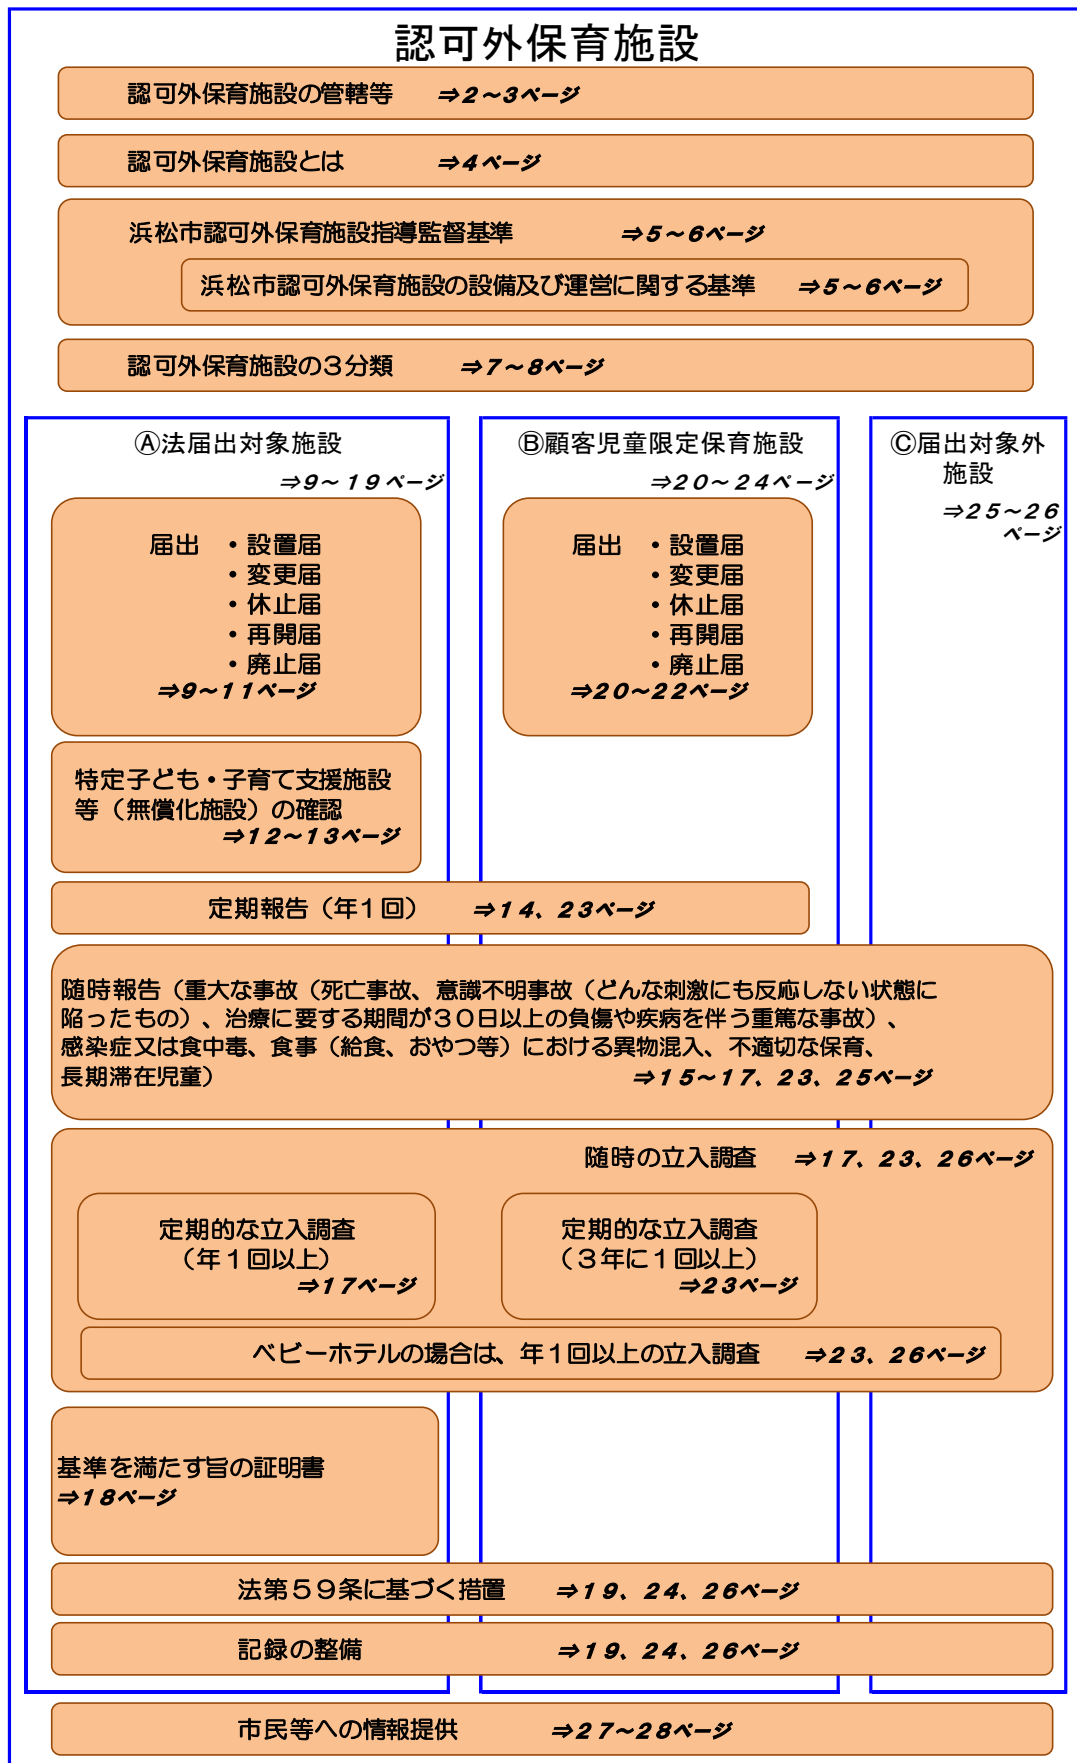 認可外保育施設
認可外保育施設の管轄等　⇒2～3ページ
認可外保育施設とは　⇒4ページ
浜松市認可外保育施設指導監督基準　⇒5～6ページ
浜松市認可外保育施設の設備及び運営に関する基準　⇒5～6ページ
認可外保育施設の３分類　⇒7～8ページ
Ⓐ法届出対象施設
⇒9～19ページ
届出　・設置届
・変更届
・休止届
・再開届
・廃止届
⇒9～11ページ
特定子ども・子育て支援施設
等（無償化施設）の確認
⇒12～13ページ
Ⓑ顧客児童限定保育施設
⇒20～24ページ
届出　・設置届
・変更届
・休止届
・再開届
・廃止届
⇒20～22ページ
Ⓒ届出対象外
施設
⇒25～26
ページ
定期報告（年１回）　⇒14、23ページ
随時報告（重大な事故（死亡事故、意識不明事故（どんな刺激にも反応しない状態に
陥ったもの）、治療に要する期間が３０日以上の負傷や疾病を伴う重篤な事故）、
感染症又は食中毒、食事（給食、おやつ等）における異物混入、不適切な保育、
長期滞在児童）　⇒15～17、23、25ページ
随時の立入調査　⇒17、23、26ページ
定期的な立入調査
（年１回以上）
⇒17ページ
定期的な立入調査
（３年に１回以上）
⇒23ページ
ベビーホテルの場合は、年１回以上の立入調査　⇒23、26ページ
基準を満たす旨の証明書
⇒18ページ
法第５９条に基づく措置　⇒19、24、26ページ
記録の整備　⇒19、24、26ページ
市民等への情報提供　⇒27～28ページ